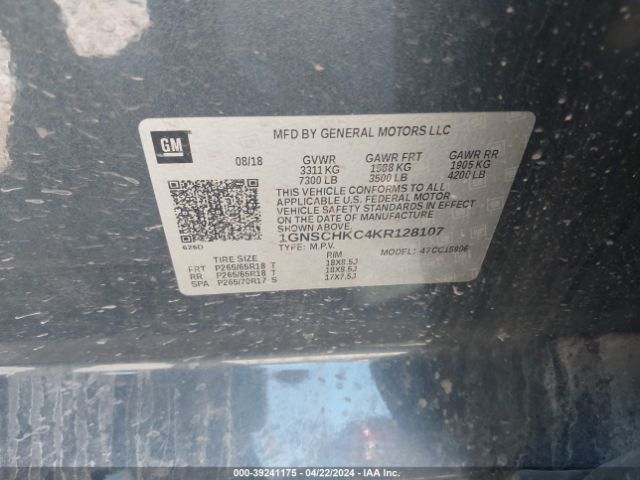 GM
MFD BY GENERAL MOTORS LLC
08/18 GVWR GAWR FRT GAWR RR
3311 KG 1588 KG 1905 KG
7300 LB 3500 LB 4200 LB
THIS VEHICLE CONFORMS TO ALL
APPLICABLE U.S. FEDERAL MOTOR
VEHICLE SAFETY STANDARDS IN EFFECT
ON THE DATE OF MANUFACTURE
SHOWN ABOVE.
1GNSCHKC4KR128107
TYPE: M.P.V. MODEL: 47CC15906
626D
TIRE SIZE RIM
FRT P265/65R18 T 18X8.5J
RR P265/65R18 T 18X8.5J
SPA P265/70R17 S 17X7.5J
000-39241175 - 04/22/2024 - IAA Inc.